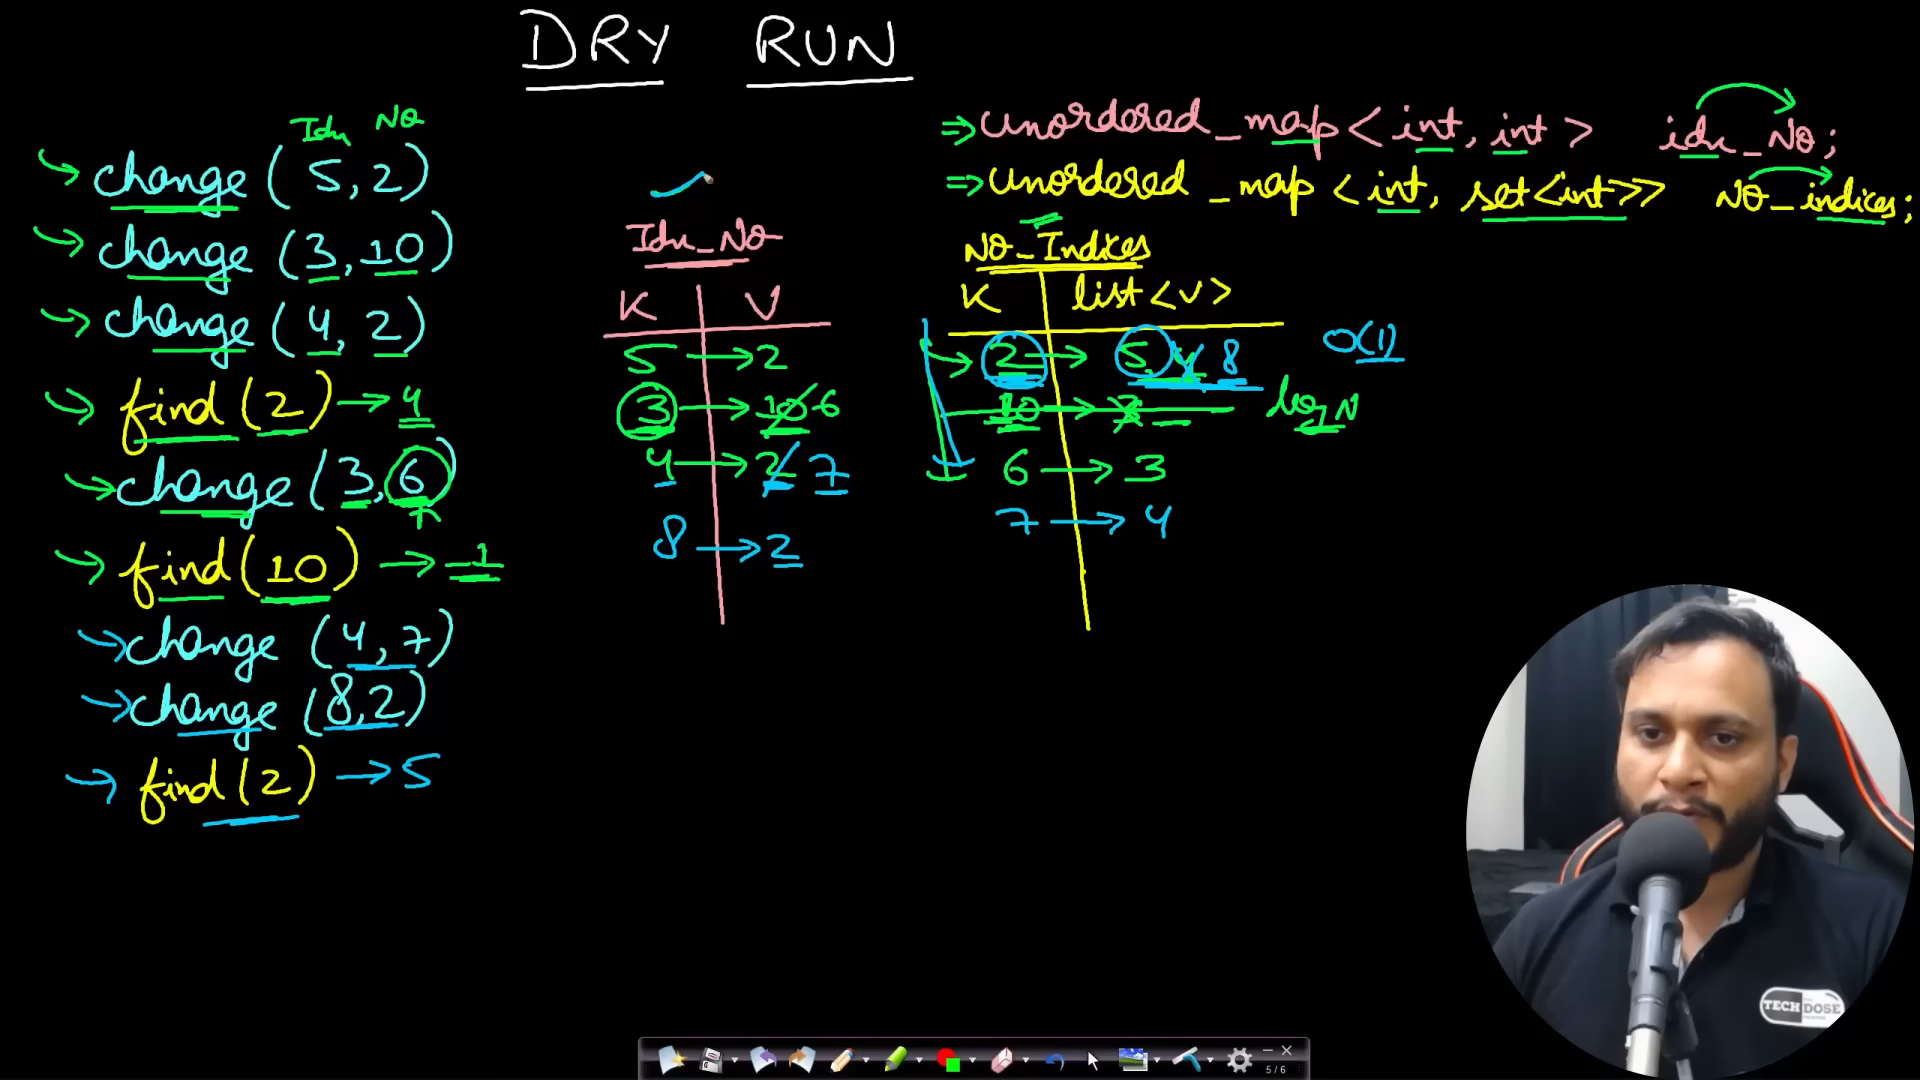 DRY RUN
Idx No
change (5,2)
change (3,10)
change (4,2)
find(2) → 4
change (3,6)
find(10) → -1
change (4,7)
change (8,2)
find(2) → 5
⇒ unordered_map<int, int> idx_No;
⇒ unordered_map<int, set<int>> No_indices;
Idx_No
K V
5 → 2
3 → 10 6
4 → 2 7
8 → 2
No_Indices
K list<v>
2 → 5, 4 8
10 → 3
6 → 3
7 → 4
O(1)
log N
TECH DOSE
5/6